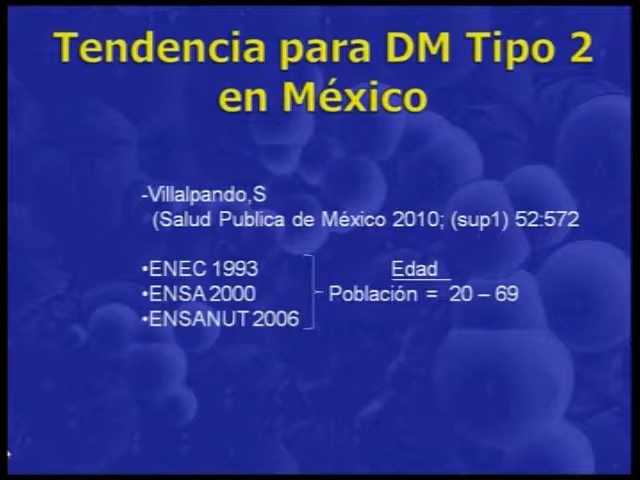 Tendencia para DM Tipo 2
en México
-Villalpando,S
(Salud Publica de México 2010; (sup1) 52:572
•ENEC 1993
Edad
•ENSA 2000
Población = 20 – 69
•ENSANUT 2006